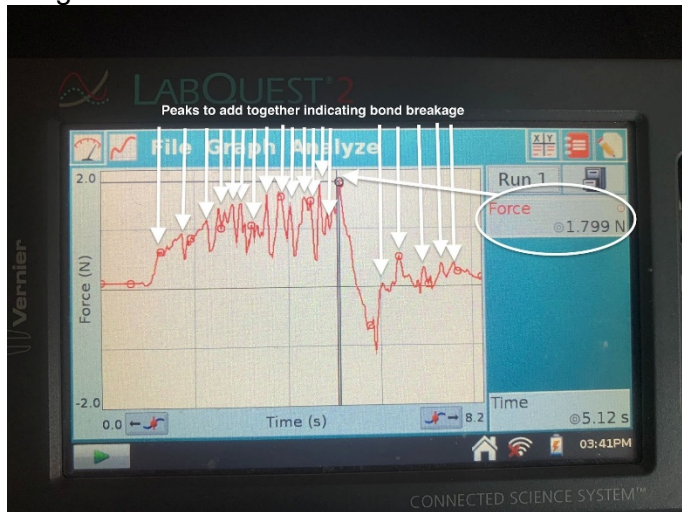 LABQUEST®2
Peaks to add together indicating bond breakage
File Graph Analyze
X Y
2.0
Run 1
Force
1.799 N
Force (N)
Vernier
-2.0
0.0
Time (s)
8.2
Time
5.12 s
03:41PM
CONNECTED SCIENCE SYSTEM™